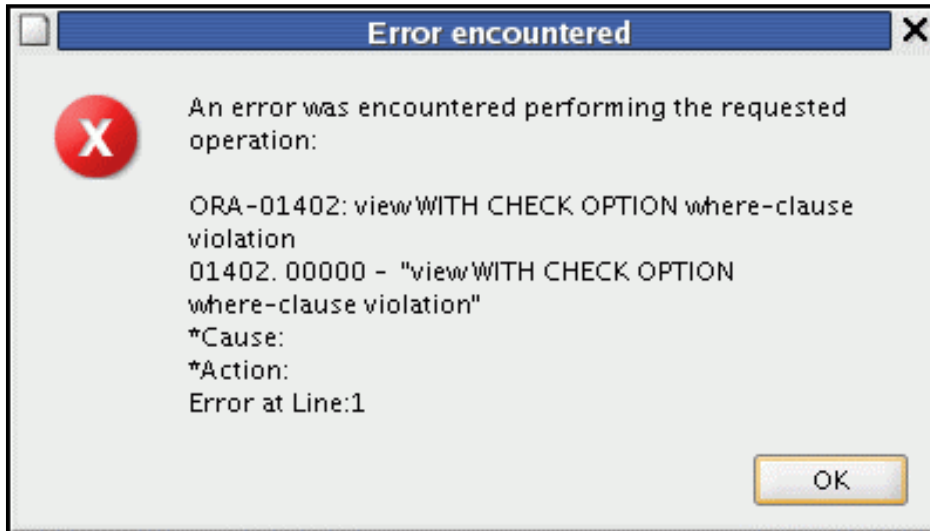 Error encountered
An error was encountered performing the requested
operation:
ORA-01402: view WITH CHECK OPTION where-clause
violation
01402. 00000 - "view WITH CHECK OPTION
where-clause violation"
*Cause:
*Action:
Error at Line:1
OK